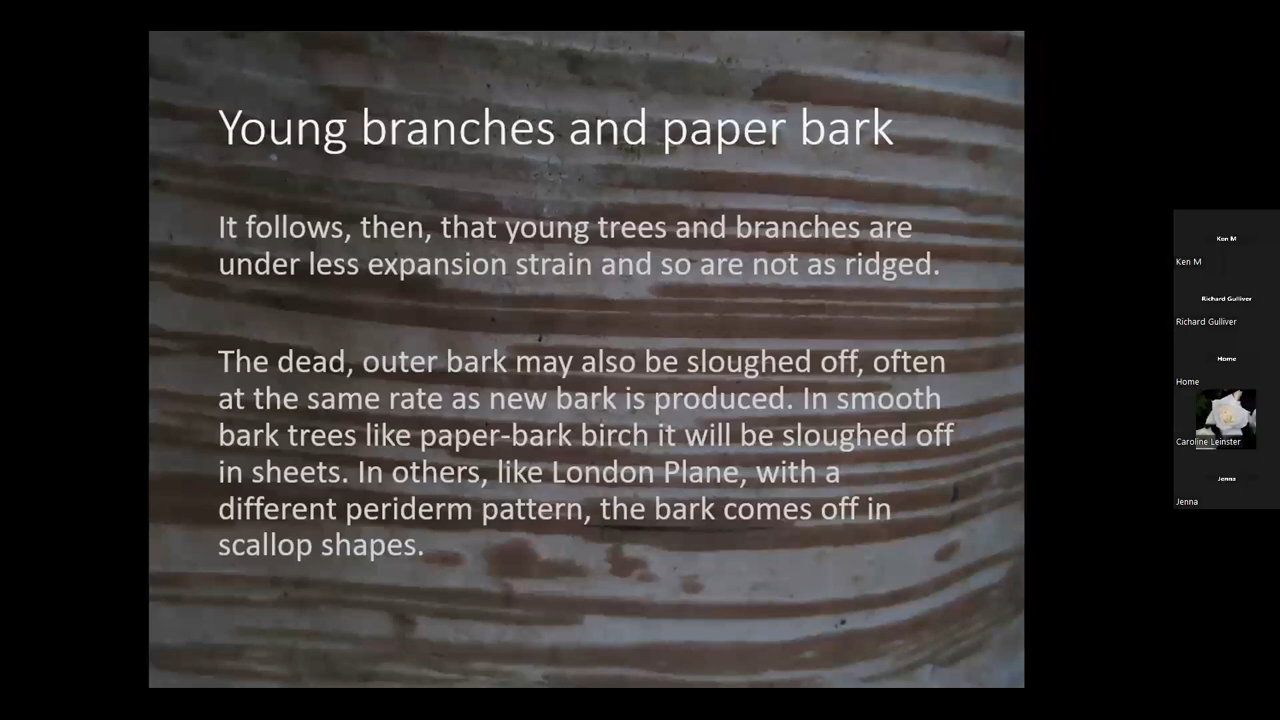 Young branches and paper bark
It follows, then, that young trees and branches are
under less expansion strain and so are not as ridged.
The dead, outer bark may also be sloughed off, often
at the same rate as new bark is produced. In smooth
bark trees like paper-bark birch it will be sloughed off
in sheets. In others, like London Plane, with a
different periderm pattern, the bark comes off in
scallop shapes.
Ken M
Ken M
Richard Gulliver
Richard Gulliver
Home
Home
Caroline Leinster
Jenna
Jenna